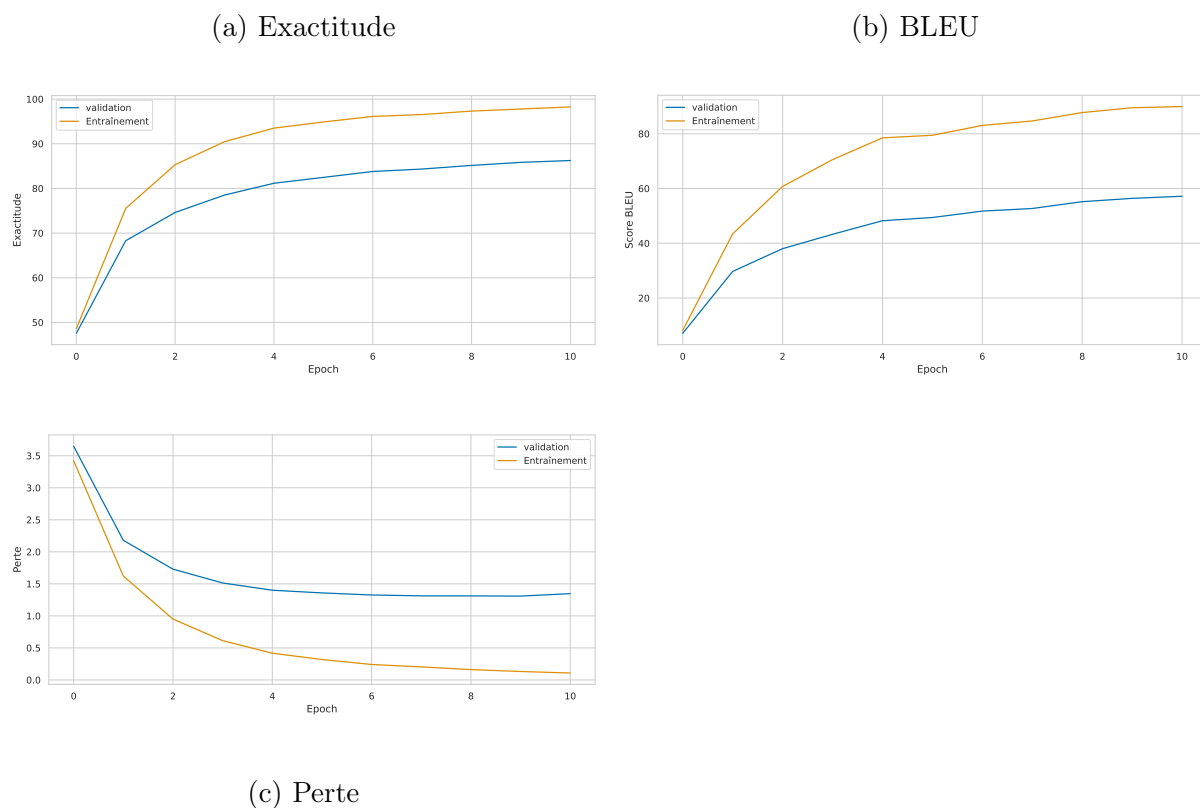 (a) Exactitude
(b) BLEU
100
90
80
70
60
50
Exactitude
validation
Entraînement
0
2
4
6
8
10
Epoch
80
60
40
20
Score BLEU
validation
Entraînement
0
2
4
6
8
10
Epoch
3.5
3.0
2.5
2.0
1.5
1.0
0.5
0.0
Perte
validation
Entraînement
0
2
4
6
8
10
Epoch
(c) Perte